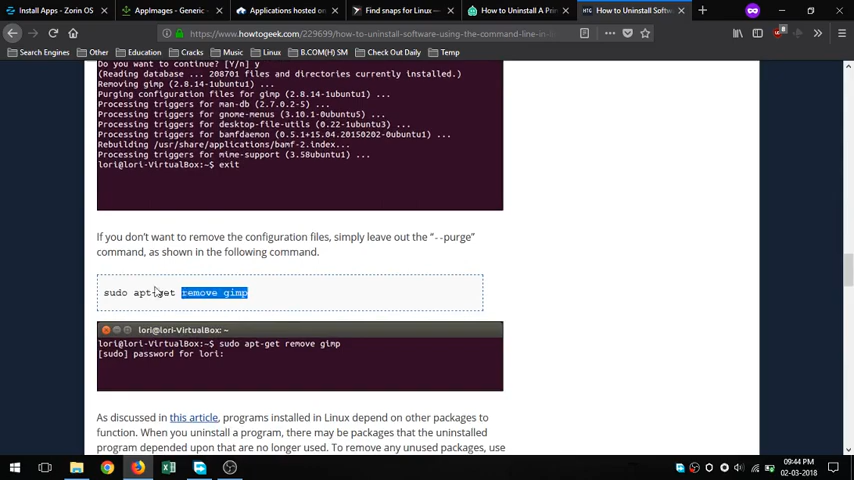 Install Apps - Zorin OS
AppImages - Generic
Applications hosted on
Find snaps for Linux —
How to Uninstall A Pri
How to Uninstall Softw
https://www.howtogeek.com/229699/how-to-uninstall-software-using-the-command-line-in-
Search Engines
Others
Education
Cracks
Music
Linux
B.COM(H) SM
Check Out Daily
Temp
Do you want to continue? [Y/n] y
(Reading database ... 208701 files and directories currently installed.)
Removing gimp (2.8.14-1ubuntu1) ...
Purging configuration files for gimp (2.8.14-1ubuntu1) ...
Processing triggers for man-db (2.7.0.2-5) ...
Processing triggers for gnome-menus (3.10.1-0ubuntu5) ...
Processing triggers for desktop-file-utils (0.22-1ubuntu3) ...
Processing triggers for bamfdaemon (0.5.1+15.04.20150202-0ubuntu1) ...
Rebuilding /usr/share/applications/bamf-2.index...
Processing triggers for mime-support (3.58ubuntu1) ...
lori@lori-VirtualBox:~$ exit
If you don’t want to remove the configuration files, simply leave out the “--purge”
command, as shown in the following command.
sudo apt-get remove gimp
lori@lori-VirtualBox: ~
lori@lori-VirtualBox:~$ sudo apt-get remove gimp
[sudo] password for lori:
As discussed in this article, programs installed in Linux depend on other packages to
function. When you uninstall a program, there may be packages that the uninstalled
program depended upon that are no longer used. To remove any unused packages, use
09:44 PM
02-03-2018